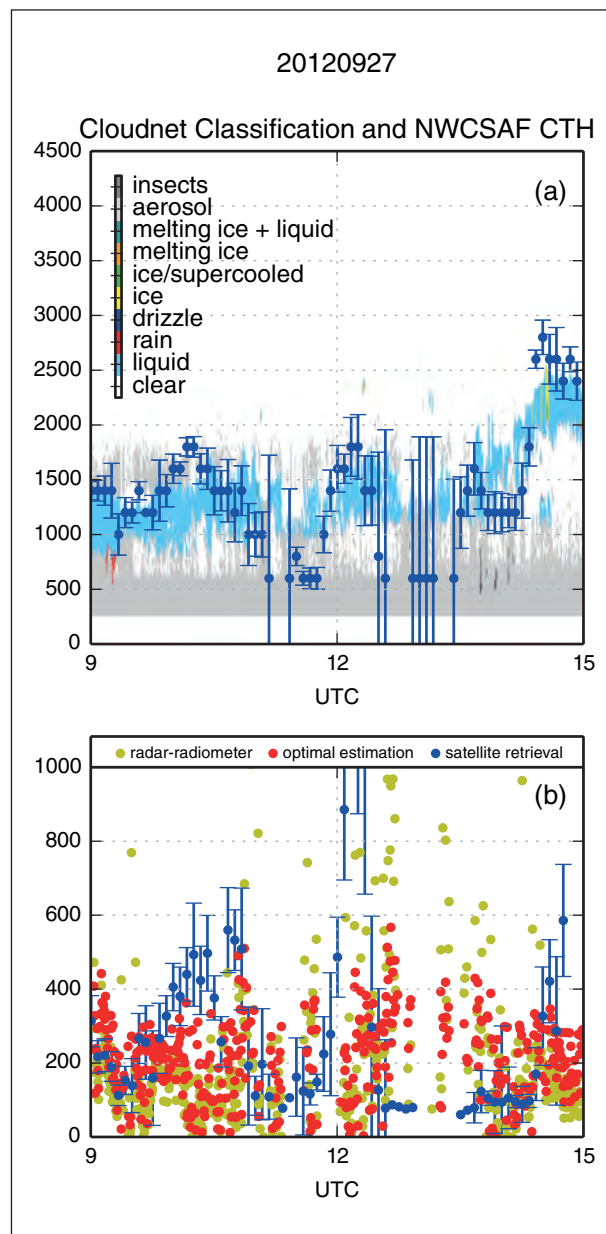 20120927
Cloudnet Classification and NWCSAF CTH
4500
4000
3500
3000
2500
2000
1500
1000
500
0
(a)
insects
aerosol
melting ice + liquid
melting ice
ice/supercooled
ice
drizzle
rain
liquid
clear
9
12
15
UTC
radar-radiometer
optimal estimation
satellite retrieval
1000
800
600
400
200
0
(b)
9
12
15
UTC